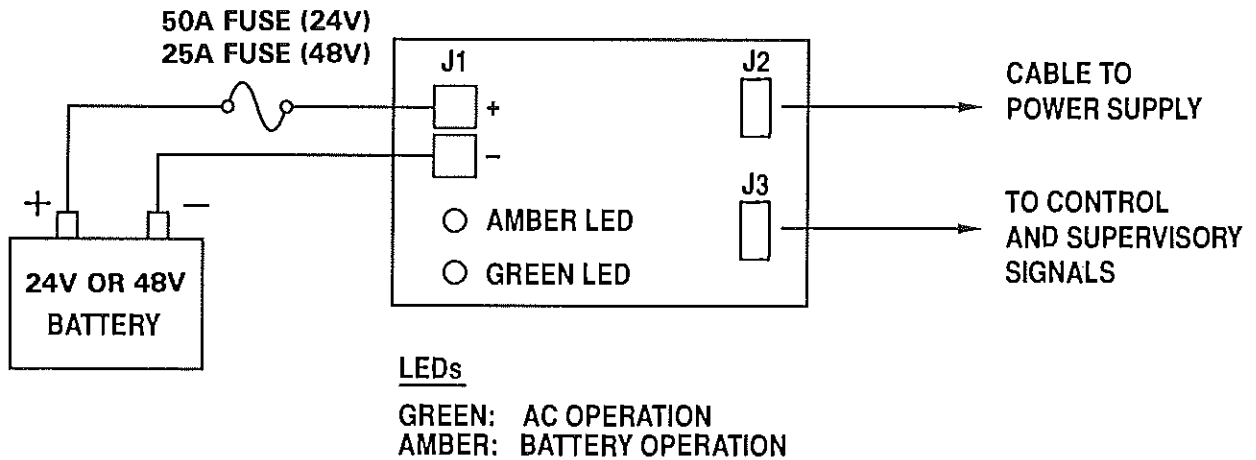 50A FUSE (24V)
25A FUSE (48V)
J1
+
−
J2
CABLE TO
POWER SUPPLY
J3
TO CONTROL
AND SUPERVISORY
SIGNALS
+
−
24V OR 48V
BATTERY
AMBER LED
GREEN LED
LEDs
GREEN: AC OPERATION
AMBER: BATTERY OPERATION